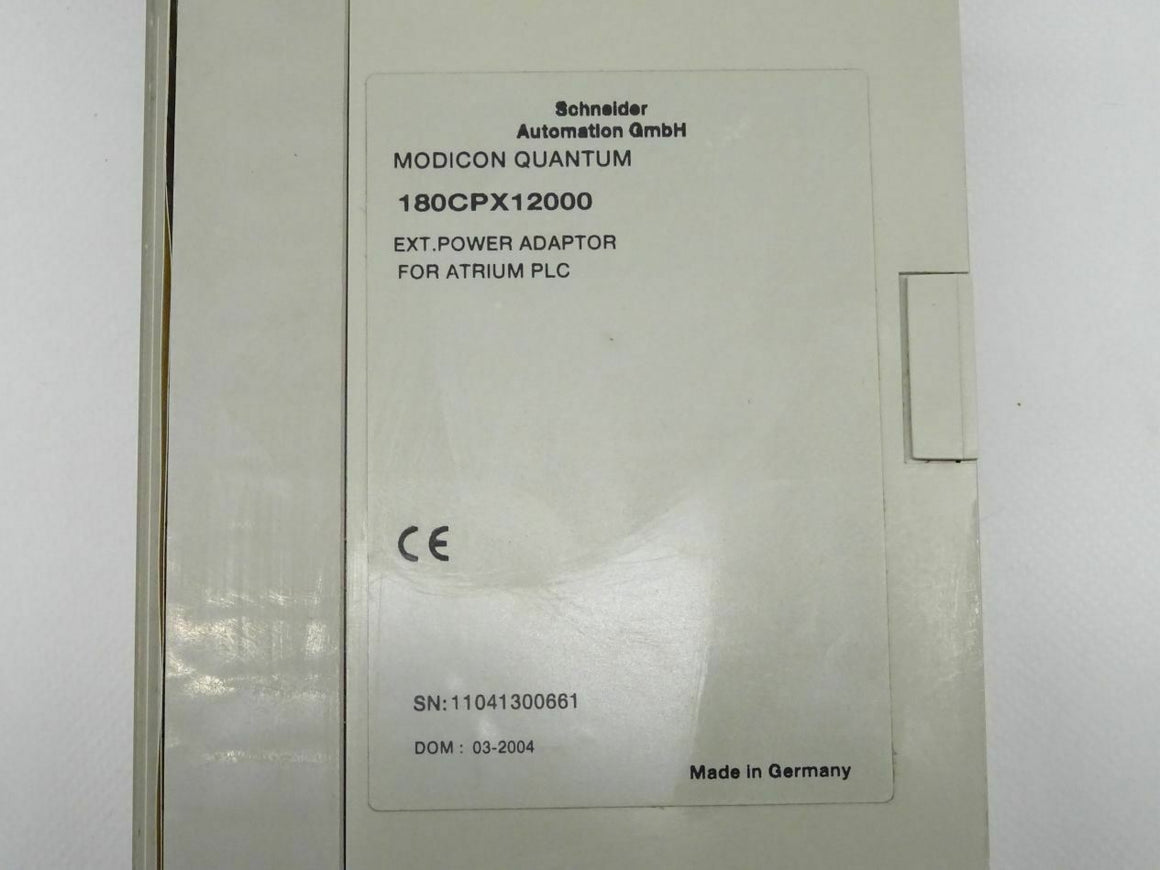 Schneider
Automation GmbH
MODICON QUANTUM
180CPX12000
EXT.POWER ADAPTOR
FOR ATRIUM PLC
CE
SN:11041300661
DOM : 03-2004
Made in Germany